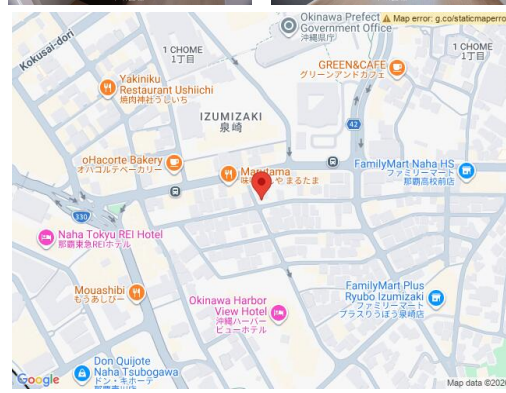 Okinawa Prefect
Government Office
沖縄県庁
Map error: g.co/staticmaperro
Kokusai-dori
1 CHOME
1丁目
1 CHOME
1丁目
GREEN&CAFE
グリーンアンドカフェ
Yakiniku
Restaurant Ushiichi
焼肉神社うしいち
IZUMIZAKI
泉崎
42
oHacorte Bakery
オハコルテベーカリー
Marutama
まるたま
FamilyMart Naha HS
ファミリーマート
那覇高校前店
330
Naha Tokyu REI Hotel
那覇東急REIホテル
Mouashibi
もうあしびー
Okinawa Harbor
View Hotel
沖縄ハーバー
ビューホテル
FamilyMart Plus
Ryubo Izumizaki
ファミリーマート
プラスりうぼう泉崎店
Don Quijote
Naha Tsubogawa
ドン・キホーテ
Google
Map data ©202